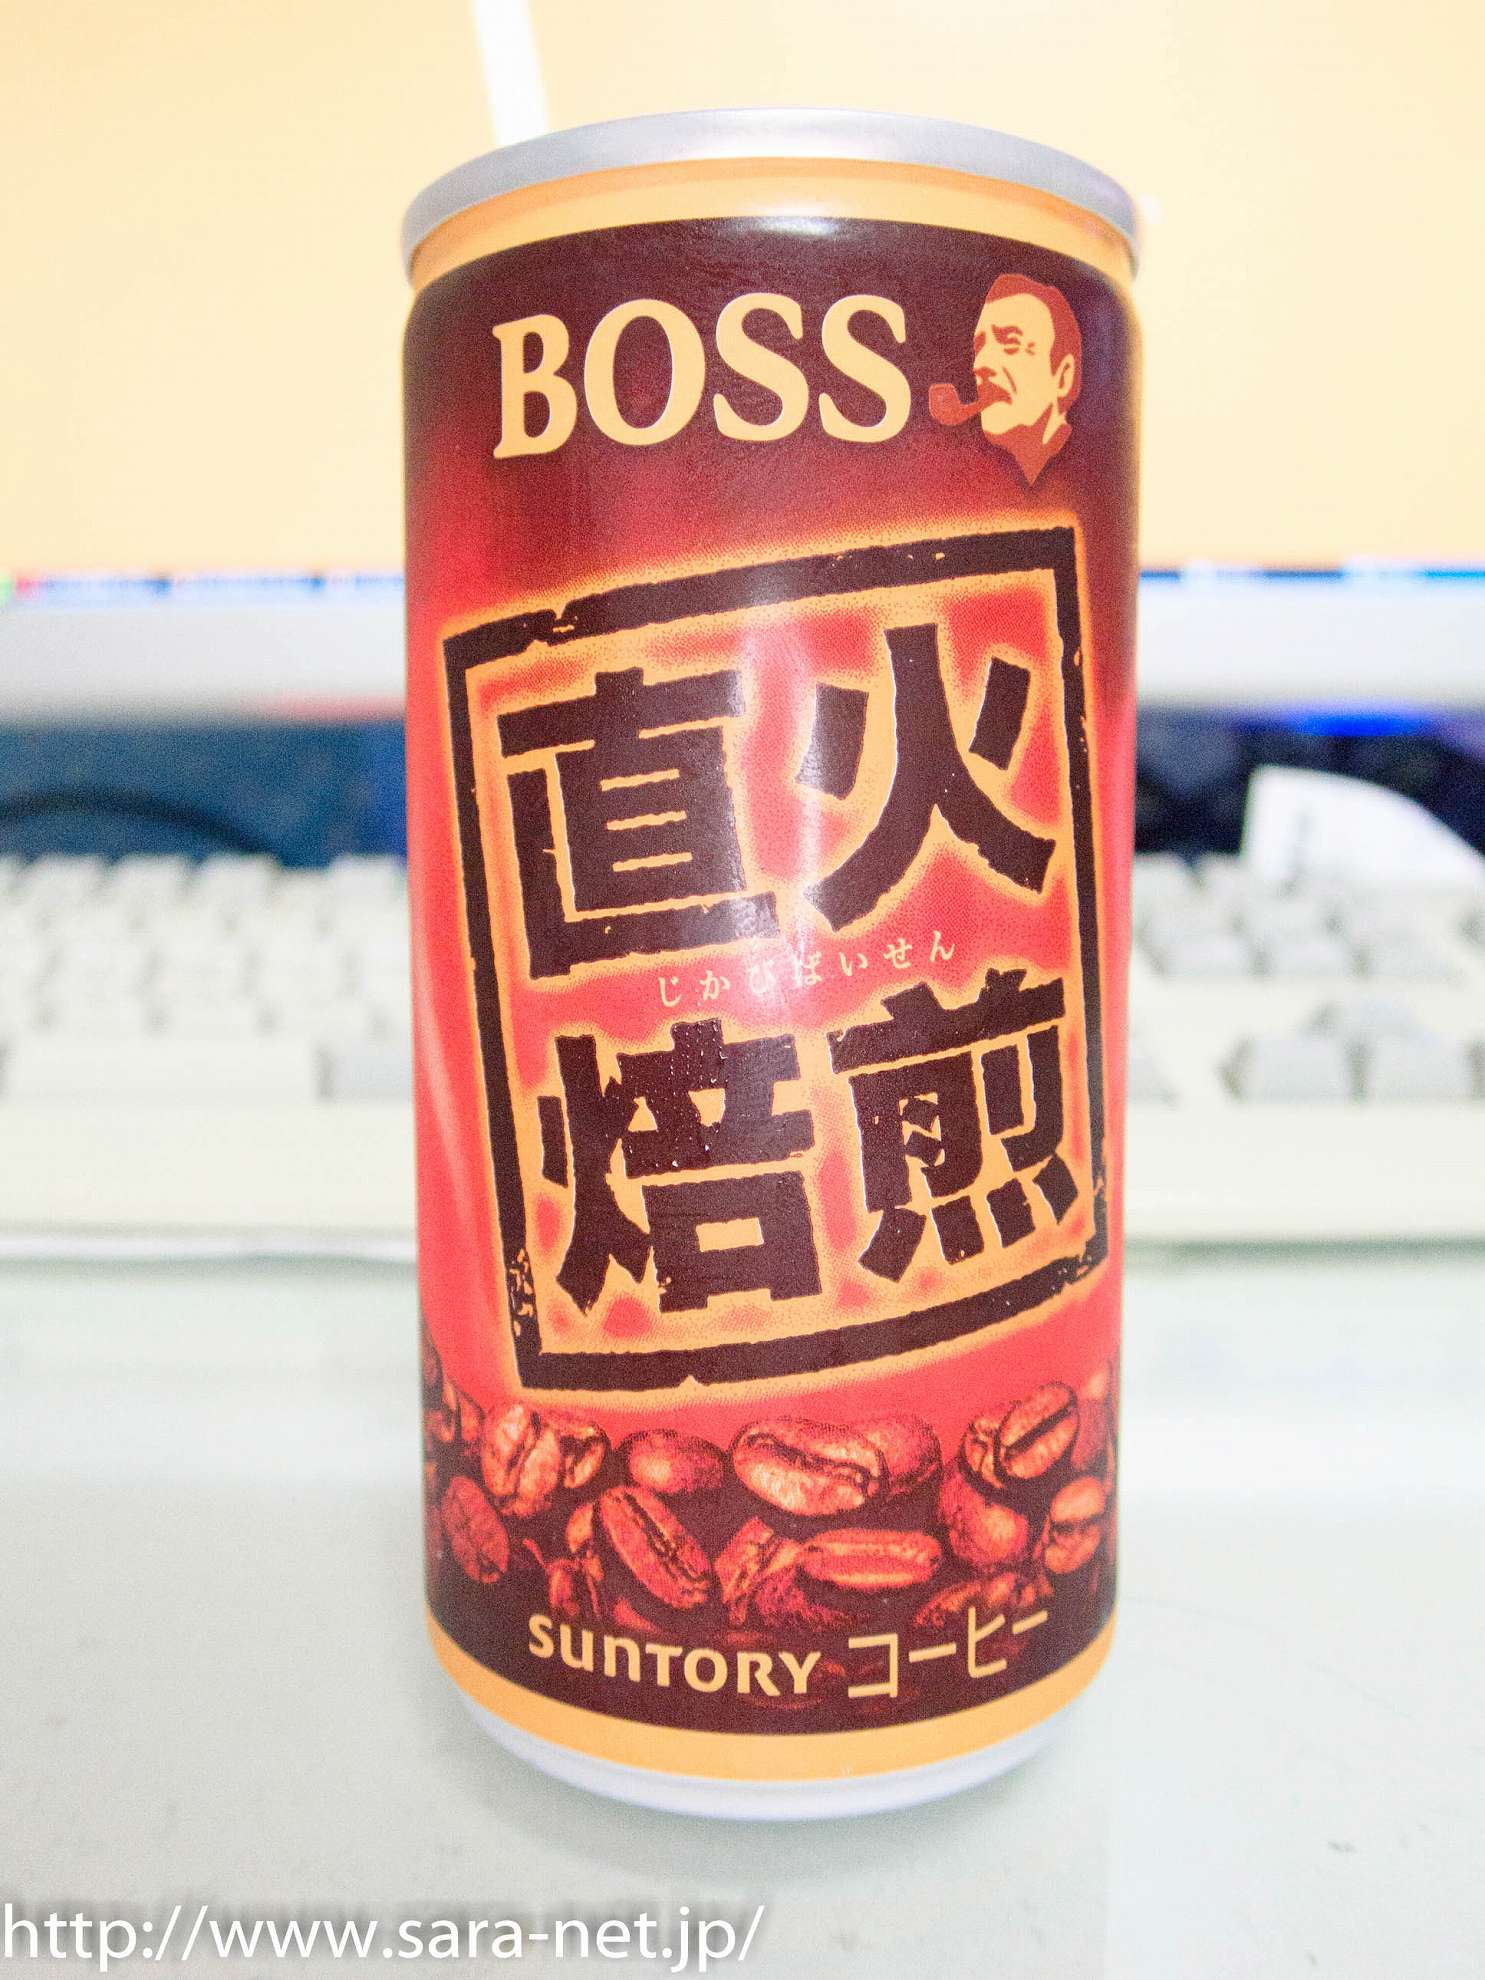 BOSS
直火
じかびばいせん
焙煎
SUNTORY コーヒー
http://www.sara-net.jp/